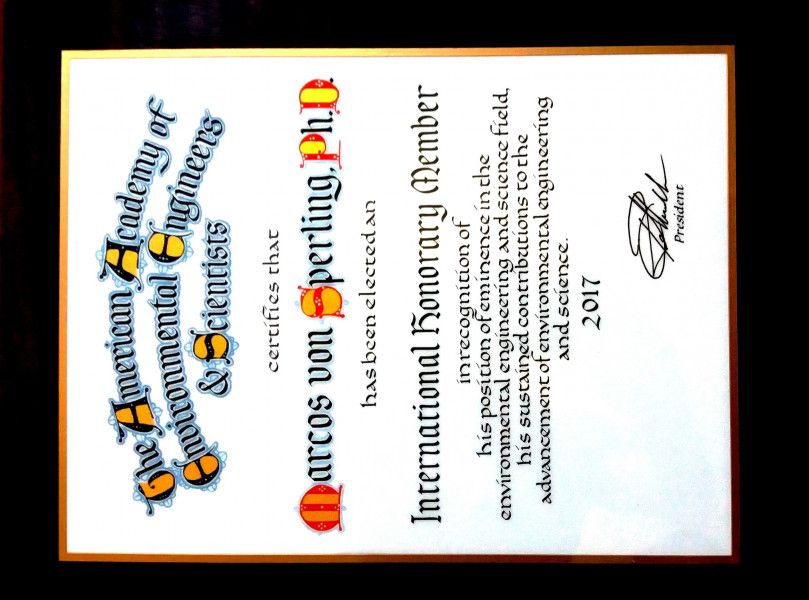 The American Academy of
Environmental Engineers
& Scientists
certifies that
Marcos von Sperling, Ph.D.
has been elected an
International Honorary Member
in recognition of
his position of eminence in the
environmental engineering and science field,
his sustained contributions to the
advancement of environmental engineering
and science.
2017
President